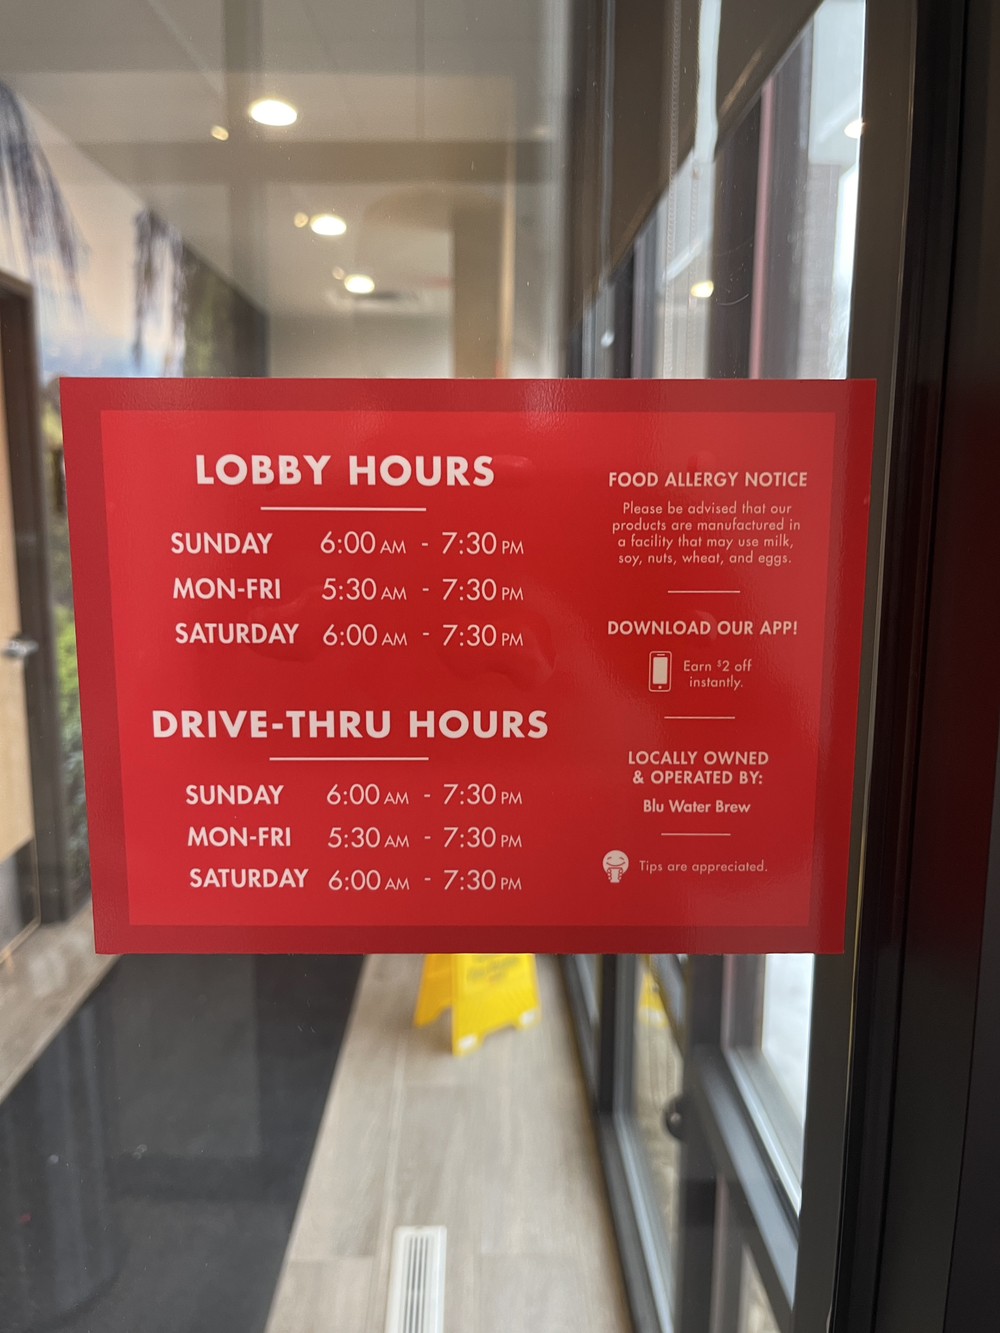 LOBBY HOURS
SUNDAY 6:00 AM - 7:30 PM
MON-FRI 5:30 AM - 7:30 PM
SATURDAY 6:00 AM - 7:30 PM
DRIVE-THRU HOURS
SUNDAY 6:00 AM - 7:30 PM
MON-FRI 5:30 AM - 7:30 PM
SATURDAY 6:00 AM - 7:30 PM
FOOD ALLERGY NOTICE
Please be advised that our
products are manufactured in
a facility that may use milk,
soy, nuts, wheat, and eggs.
DOWNLOAD OUR APP!
Earn $2 off
instantly.
LOCALLY OWNED
& OPERATED BY:
Blu Water Brew
Tips are appreciated.